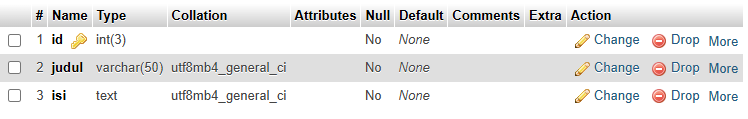 # Name Type Collation Attributes Null Default Comments Extra Action
1 id int(3) No None Change Drop More
2 judul varchar(50) utf8mb4_general_ci No None Change Drop More
3 isi text utf8mb4_general_ci No None Change Drop More